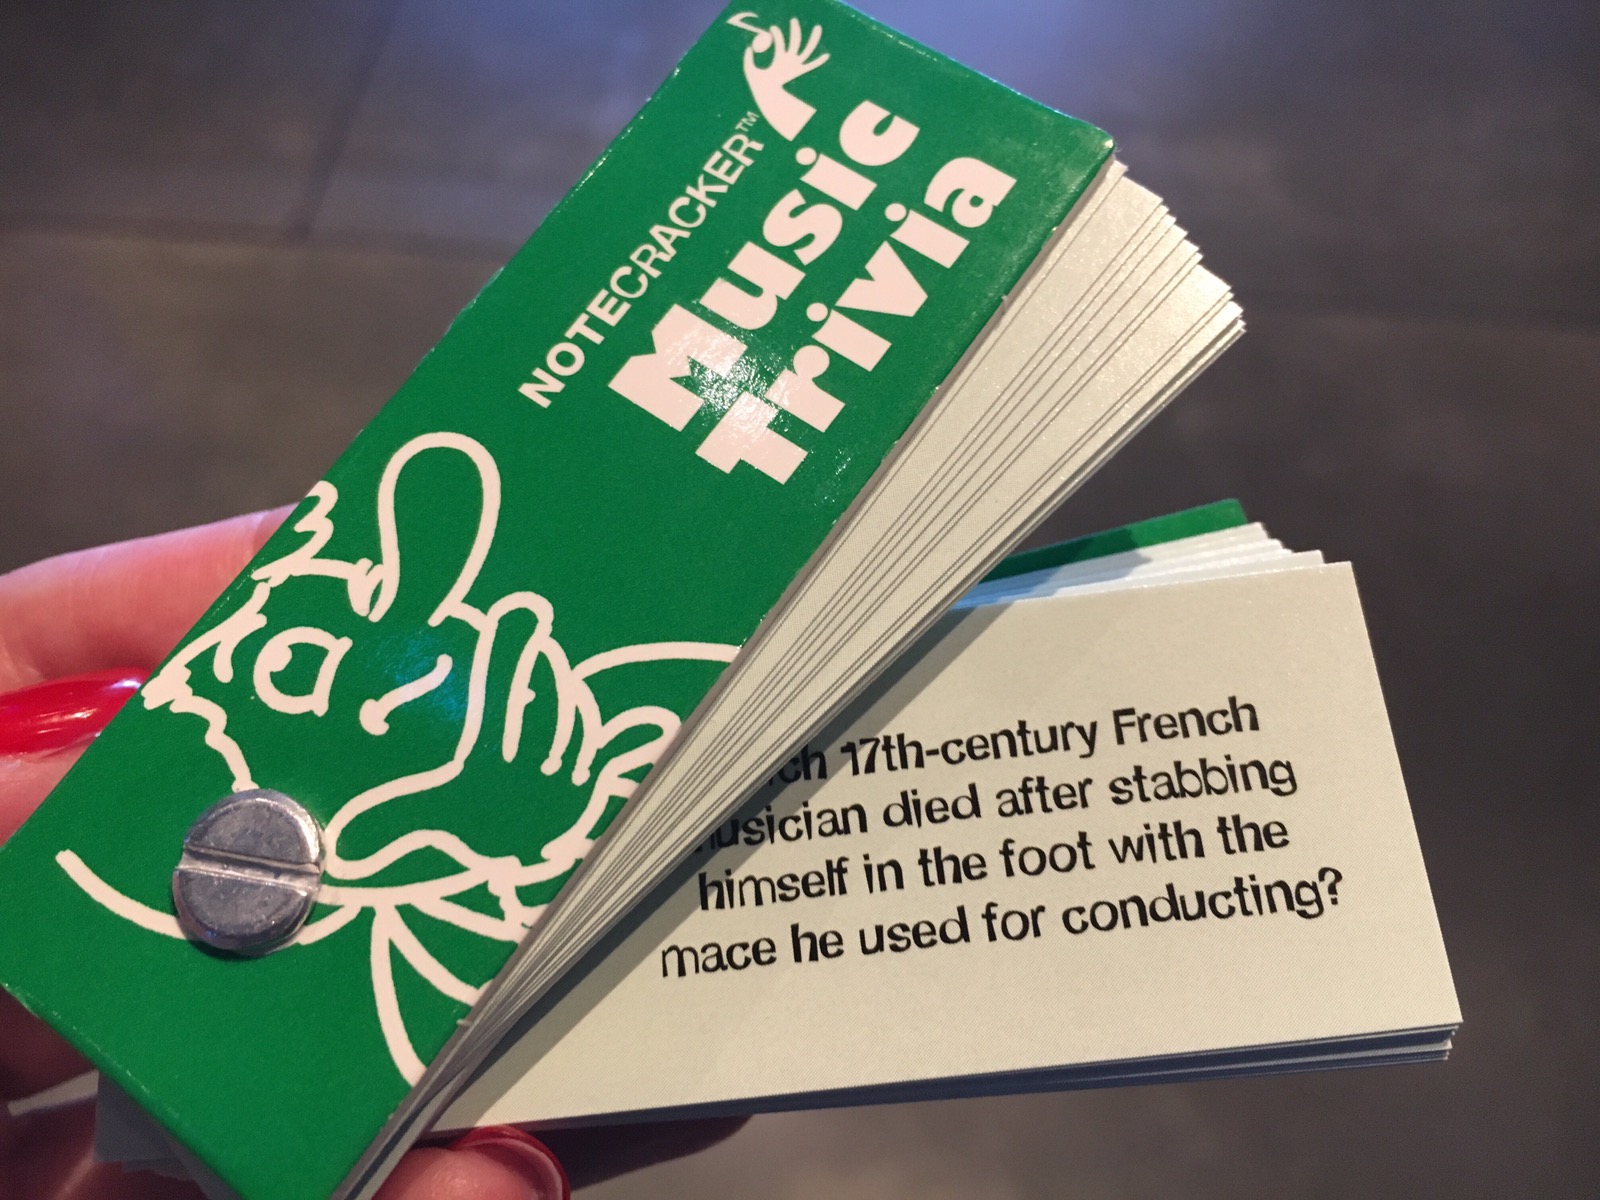 NOTECRACKER™
Music
Trivia
17th-century French
died after stabbing
himself in the foot with the
mace he used for conducting?